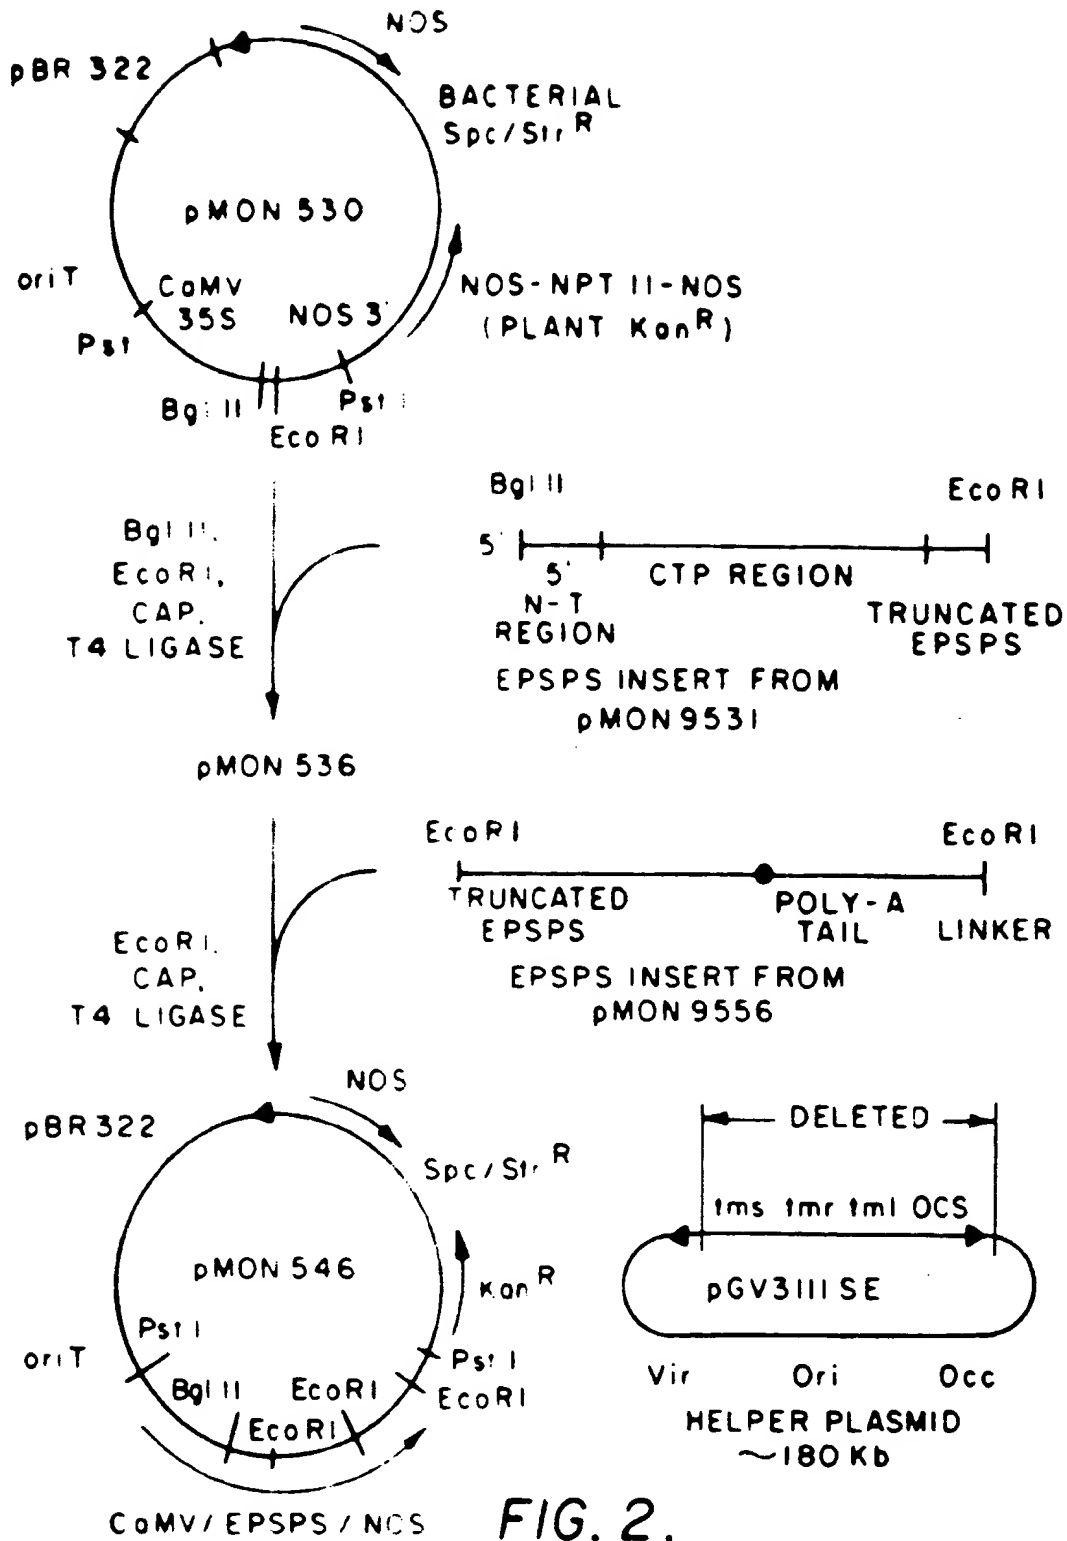 NOS
pBR 322
BACTERIAL
Spc/Str R
pMON 530
oriT
CaMV
35S
NOS 3'
NOS-NPT II-NOS
(PLANT Kan R)
Pst
Bgl II
Pst I
EcoRI
Bgl II
EcoRI
Bgl II,
EcoRI,
CAP,
T4 LIGASE
5'
5'
N-T
REGION
CTP REGION
TRUNCATED
EPSPS
EPSPS INSERT FROM
pMON 9531
pMON 536
EcoRI
EcoRI
TRUNCATED
EPSPS
POLY-A
TAIL
LINKER
EcoRI,
CAP,
T4 LIGASE
EPSPS INSERT FROM
pMON 9556
NOS
pBR 322
Spc/Str R
pMON 546
Kan R
Pst I
oriT
Bgl II
EcoRI
EcoRI
Pst I
EcoRI
CaMV/EPSPS/NOS
DELETED
tms tmr tml OCS
pGV3111 SE
Vir Ori Occ
HELPER PLASMID
~180 Kb
FIG. 2.